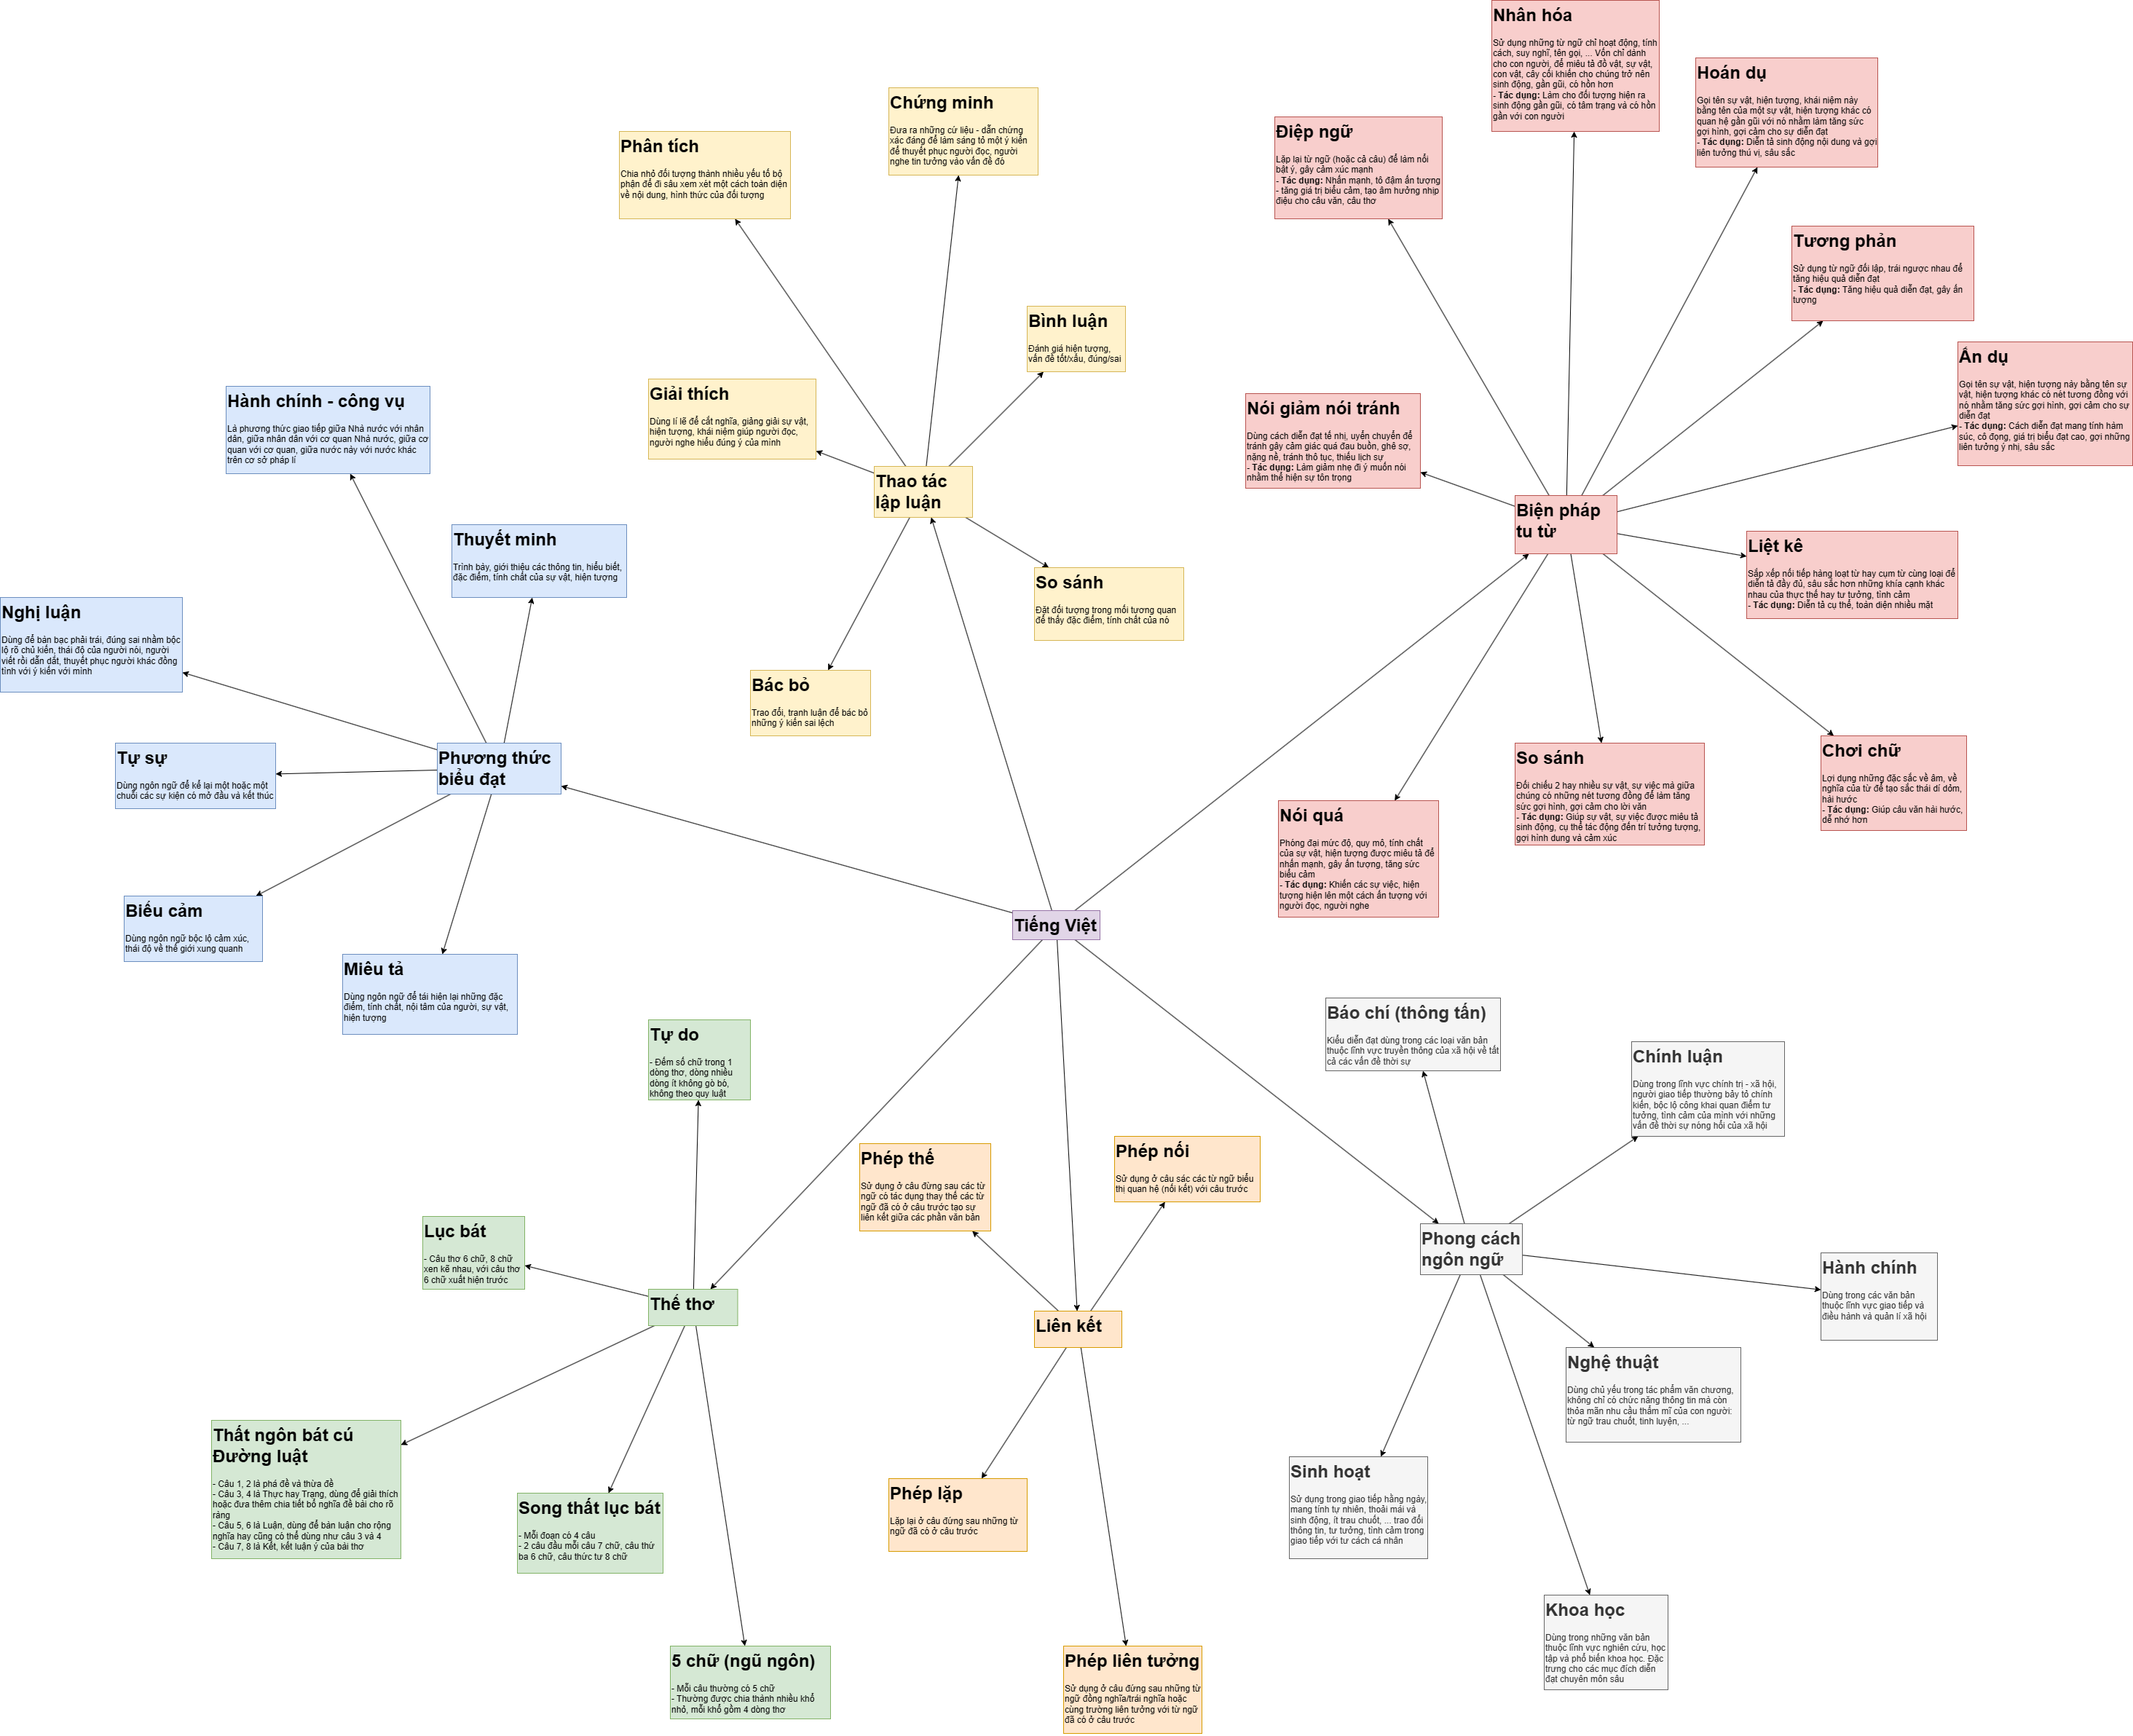 Nhân hóa
Sử dụng những từ ngữ chỉ hoạt động, tính
cách, suy nghĩ, tên gọi, ... Vốn chỉ dành
cho con người, để miêu tả đồ vật, sự vật,
con vật, cây cối khiến cho chúng trở nên
sinh động, gần gũi, có hồn hơn
- Tác dụng: Làm cho đối tượng hiện ra
sinh động gần gũi, có tâm trạng và có hồn
gần với con người
Hoán dụ
Gọi tên sự vật, hiện tượng, khái niệm này
bằng tên của một sự vật, hiện tượng khác có
quan hệ gần gũi với nó nhằm làm tăng sức
gợi hình, gợi cảm cho sự diễn đạt
- Tác dụng: Diễn tả sinh động nội dung và gợi
liên tưởng thú vị, sâu sắc
Chứng minh
Đưa ra những cứ liệu - dẫn chứng
xác đáng để làm sáng tỏ một ý kiến
để thuyết phục người đọc, người
nghe tin tưởng vào vấn đề đó
Điệp ngữ
Lặp lại từ ngữ (hoặc cả câu) để làm nổi
bật ý, gây cảm xúc mạnh
- Tác dụng: Nhấn mạnh, tô đậm ấn tượng
- tăng giá trị biểu cảm, tạo âm hưởng nhịp
điệu cho câu văn, câu thơ
Phân tích
Chia nhỏ đối tượng thành nhiều yếu tố bộ
phận để đi sâu xem xét một cách toàn diện
về nội dung, hình thức của đối tượng
Tương phản
Sử dụng từ ngữ đối lập, trái ngược nhau để
tăng hiệu quả diễn đạt
- Tác dụng: Tăng hiệu quả diễn đạt, gây ấn
tượng
Bình luận
Đánh giá hiện tượng,
vấn đề tốt/xấu, đúng/sai
Ẩn dụ
Gọi tên sự vật, hiện tượng này bằng tên sự
vật, hiện tượng khác có nét tương đồng với
nó nhằm tăng sức gợi hình, gợi cảm cho sự
diễn đạt
- Tác dụng: Cách diễn đạt mang tính hàm
súc, cô đọng, giá trị biểu đạt cao, gợi những
liên tưởng ý nhị, sâu sắc
Giải thích
Dùng lí lẽ để cắt nghĩa, giảng giải sự vật,
hiện tượng, khái niệm giúp người đọc,
người nghe hiểu đúng ý của mình
Hành chính - công vụ
Là phương thức giao tiếp giữa Nhà nước với nhân
dân, giữa nhân dân với cơ quan Nhà nước, giữa cơ
quan với cơ quan, giữa nước này với nước khác
trên cơ sở pháp lí
Nói giảm nói tránh
Dùng cách diễn đạt tế nhị, uyển chuyển để
tránh gây cảm giác quá đau buồn, ghê sợ,
nặng nề, tránh thô tục, thiếu lịch sự
- Tác dụng: Làm giảm nhẹ đi ý muốn nói
nhằm thể hiện sự tôn trọng
Thao tác
lập luận
Biện pháp
tu từ
Thuyết minh
Trình bày, giới thiệu các thông tin, hiểu biết,
đặc điểm, tính chất của sự vật, hiện tượng
Liệt kê
Sắp xếp nối tiếp hàng loạt từ hay cụm từ cùng loại để
diễn tả đầy đủ, sâu sắc hơn những khía cạnh khác
nhau của thực thế hay tư tưởng, tình cảm
- Tác dụng: Diễn tả cụ thể, toàn diện nhiều mặt
So sánh
Đặt đối tượng trong mối tương quan
để thấy đặc điểm, tính chất của nó
Nghị luận
Dùng để bàn bạc phải trái, đúng sai nhằm bộc
lộ rõ chủ kiến, thái độ của người nói, người
viết rồi dẫn dắt, thuyết phục người khác đồng
tình với ý kiến với mình
Bác bỏ
Trao đổi, tranh luận để bác bỏ
những ý kiến sai lệch
Tự sự
Dùng ngôn ngữ để kể lại một hoặc một
chuỗi các sự kiện có mở đầu và kết thúc
Phương thức
biểu đạt
So sánh
Đối chiếu 2 hay nhiều sự vật, sự việc mà giữa
chúng có những nét tương đồng để làm tăng
sức gợi hình, gợi cảm cho lời văn
- Tác dụng: Giúp sự vật, sự việc được miêu tả
sinh động, cụ thể tác động đến trí tưởng tượng,
gợi hình dung và cảm xúc
Chơi chữ
Lợi dụng những đặc sắc về âm, về
nghĩa của từ để tạo sắc thái dí dỏm,
hài hước
- Tác dụng: Giúp câu văn hài hước,
dễ nhớ hơn
Nói quá
Phóng đại mức độ, quy mô, tính chất
của sự vật, hiện tượng được miêu tả để
nhấn mạnh, gây ấn tượng, tăng sức
biểu cảm
- Tác dụng: Khiến các sự việc, hiện
tượng hiện lên một cách ấn tượng với
người đọc, người nghe
Biểu cảm
Dùng ngôn ngữ bộc lộ cảm xúc,
thái độ về thế giới xung quanh
Tiếng Việt
Miêu tả
Dùng ngôn ngữ để tái hiện lại những đặc
điểm, tính chất, nội tâm của người, sự vật,
hiện tượng
Báo chí (thông tấn)
Kiểu diễn đạt dùng trong các loại văn bản
thuộc lĩnh vực truyền thông của xã hội về tất
cả các vấn đề thời sự
Tự do
- Đếm số chữ trong 1
dòng thơ, dòng nhiều
dòng ít không gò bó,
không theo quy luật
Chính luận
Dùng trong lĩnh vực chính trị - xã hội,
người giao tiếp thường bày tỏ chính
kiến, bộc lộ công khai quan điểm tư
tưởng, tình cảm của mình với những
vấn đề thời sự nóng hổi của xã hội
Phép thế
Sử dụng ở câu đừng sau các từ
ngữ có tác dụng thay thế các từ
ngữ đã có ở câu trước tạo sự
liên kết giữa các phần văn bản
Phép nối
Sử dụng ở câu sác các từ ngữ biểu
thị quan hệ (nối kết) với câu trước
Lục bát
- Câu thơ 6 chữ, 8 chữ
xen kẽ nhau, với câu thơ
6 chữ xuất hiện trước
Phong cách
ngôn ngữ
Hành chính
Dùng trong các văn bản
thuộc lĩnh vực giao tiếp và
điều hành và quản lí xã hội
Thể thơ
Liên kết
Nghệ thuật
Dùng chủ yếu trong tác phẩm văn chương,
không chỉ có chức năng thông tin mà còn
thỏa mãn nhu cầu thẩm mĩ của con người:
từ ngữ trau chuốt, tinh luyện, ...
Thất ngôn bát cú
Đường luật
- Câu 1, 2 là phá đề và thừa đề
- Câu 3, 4 là Thực hay Trạng, dùng để giải thích
hoặc đưa thêm chia tiết bổ nghĩa đề bài cho rõ
ràng
- Câu 5, 6 là Luận, dùng để bàn luận cho rộng
nghĩa hay cũng có thể dùng như câu 3 và 4
- Câu 7, 8 là Kết, kết luận ý của bài thơ
Sinh hoạt
Sử dụng trong giao tiếp hằng ngày,
mang tính tự nhiên, thoải mái và
sinh động, ít trau chuốt, ... trao đổi
thông tin, tư tưởng, tình cảm trong
giao tiếp với tư cách cá nhân
Phép lặp
Lặp lại ở câu đừng sau những từ
ngữ đã có ở câu trước
Song thất lục bát
- Mỗi đoạn có 4 câu
- 2 câu đầu mỗi câu 7 chữ, câu thứ
ba 6 chữ, câu thức tư 8 chữ
Khoa học
Dùng trong những văn bản
thuộc lĩnh vực nghiên cứu, học
tập và phổ biến khoa học. Đặc
trưng cho các mục đích diễn
đạt chuyên môn sâu
5 chữ (ngũ ngôn)
- Mỗi câu thường có 5 chữ
- Thường được chia thành nhiều khổ
nhỏ, mỗi khổ gồm 4 dòng thơ
Phép liên tưởng
Sử dụng ở câu đứng sau những từ
ngữ đồng nghĩa/trái nghĩa hoặc
cùng trường liên tưởng với từ ngữ
đã có ở câu trước